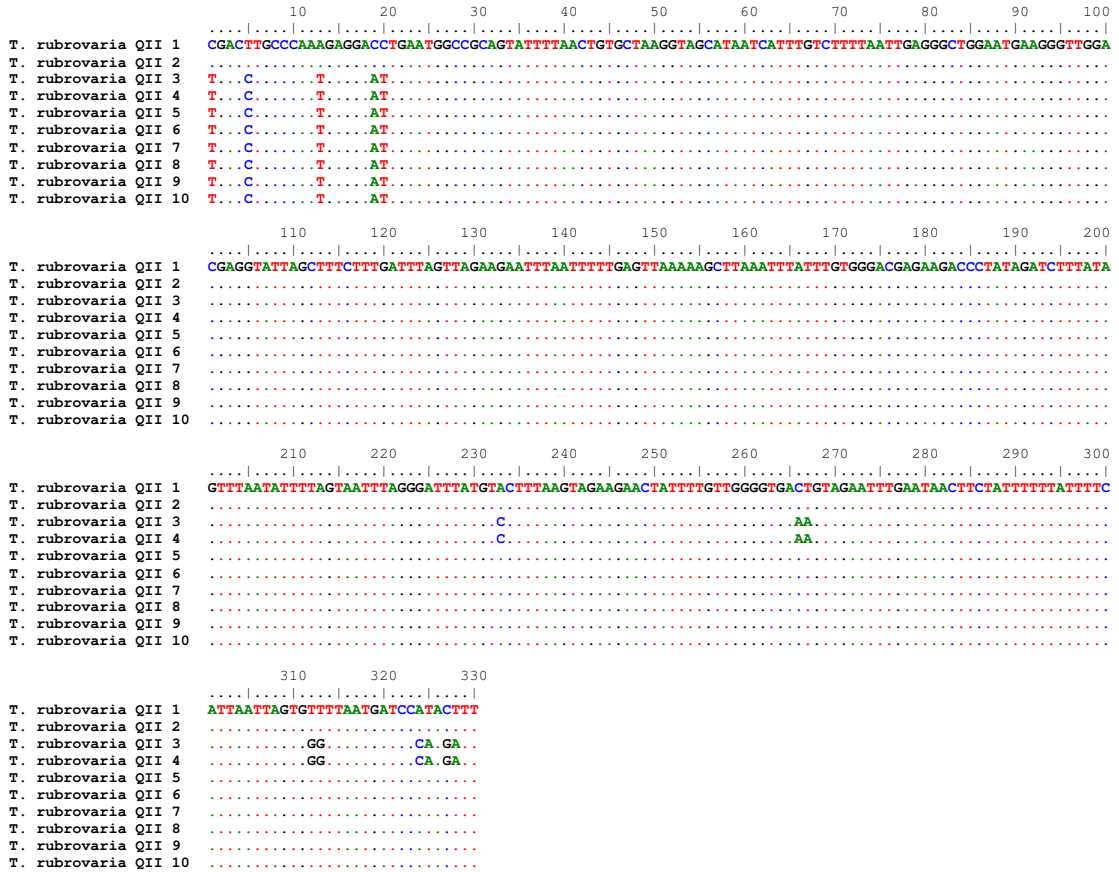 10 20 30 40 50 60 70 80 90 100
....|....|....|....|....|....|....|....|....|....|....|....|....|....|....|....|....|....|....|....|
T. rubrovaria QII 1 CGACTTGCCCAAAGAGGACCTGAATGGCCGCAGTATTTTAACTGTGCTAAGGTAGCATAATCATTTGTCTTTTAATTGAGGGCTGGAATGAAGGGTTGGA
T. rubrovaria QII 2 ....................................................................................................
T. rubrovaria QII 3 T...C.......T.....AT................................................................................
T. rubrovaria QII 4 T...C.......T.....AT................................................................................
T. rubrovaria QII 5 T...C.......T.....AT................................................................................
T. rubrovaria QII 6 T...C.......T.....AT................................................................................
T. rubrovaria QII 7 T...C.......T.....AT................................................................................
T. rubrovaria QII 8 T...C.......T.....AT................................................................................
T. rubrovaria QII 9 T...C.......T.....AT................................................................................
T. rubrovaria QII 10 T...C.......T.....AT................................................................................
110 120 130 140 150 160 170 180 190 200
....|....|....|....|....|....|....|....|....|....|....|....|....|....|....|....|....|....|....|....|
T. rubrovaria QII 1 CGAGGTATTAGCTTTCTTTGATTTAGTTAGAAGAATTTAATTTTTGAGTTAAAAAGCTTAAATTTATTTGTGGGACGAGAAGACCCTATAGATCTTTATA
T. rubrovaria QII 2 ....................................................................................................
T. rubrovaria QII 3 ....................................................................................................
T. rubrovaria QII 4 ....................................................................................................
T. rubrovaria QII 5 ....................................................................................................
T. rubrovaria QII 6 ....................................................................................................
T. rubrovaria QII 7 ....................................................................................................
T. rubrovaria QII 8 ....................................................................................................
T. rubrovaria QII 9 ....................................................................................................
T. rubrovaria QII 10 ....................................................................................................
210 220 230 240 250 260 270 280 290 300
....|....|....|....|....|....|....|....|....|....|....|....|....|....|....|....|....|....|....|....|
T. rubrovaria QII 1 GTTTAATATTTTAGTAATTTAGGGATTTATGTACTTTAAGTAGAAGAACTATTTTGTTGGGGTGACTGTAGAATTTGAATAACTTCTATTTTTTATTTTC
T. rubrovaria QII 2 ....................................................................................................
T. rubrovaria QII 3 ................................C................................AA.................................
T. rubrovaria QII 4 ................................C................................AA.................................
T. rubrovaria QII 5 ....................................................................................................
T. rubrovaria QII 6 ....................................................................................................
T. rubrovaria QII 7 ....................................................................................................
T. rubrovaria QII 8 ....................................................................................................
T. rubrovaria QII 9 ....................................................................................................
T. rubrovaria QII 10 ....................................................................................................
310 320 330
....|....|....|....|....|....|
T. rubrovaria QII 1 ATTAATTAGTGTTTTAATGATCCATACTTT
T. rubrovaria QII 2 ..............................
T. rubrovaria QII 3 ...........GG..........CA.GA..
T. rubrovaria QII 4 ...........GG..........CA.GA..
T. rubrovaria QII 5 ..............................
T. rubrovaria QII 6 ..............................
T. rubrovaria QII 7 ..............................
T. rubrovaria QII 8 ..............................
T. rubrovaria QII 9 ..............................
T. rubrovaria QII 10 ..............................